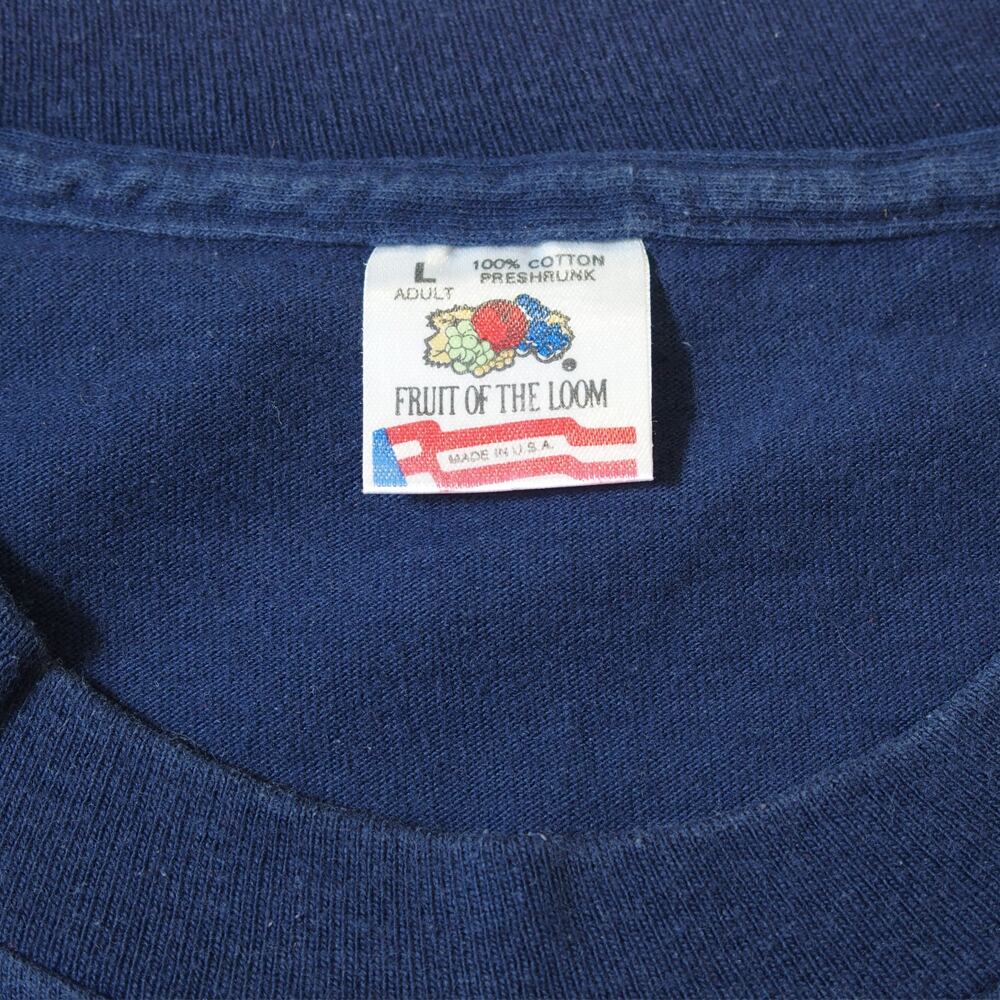 L 100% COTTON
ADULT PRESHRUNK
FRUIT OF THE LOOM
MADE IN U.S.A.